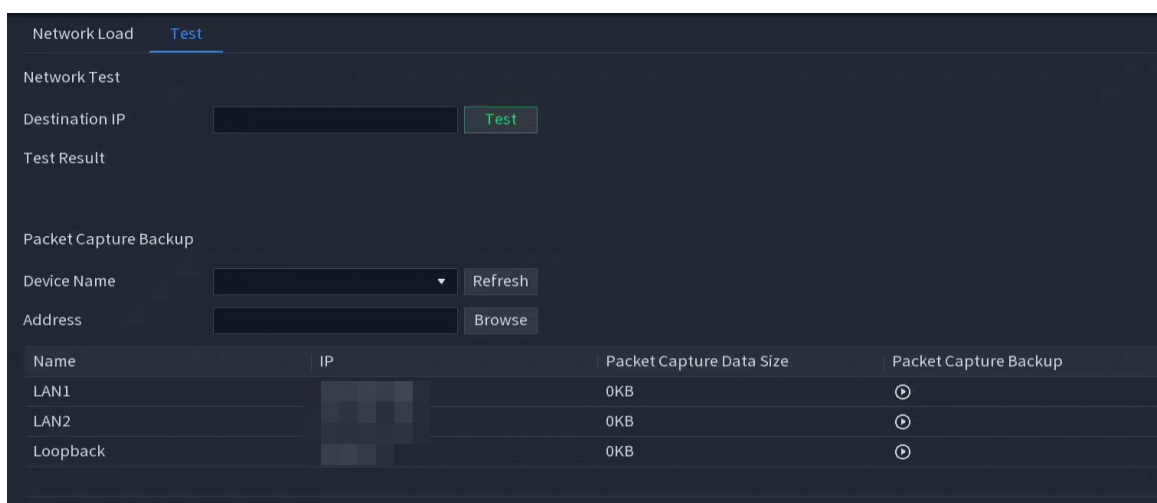 Network Load Test
Network Test
Destination IP Test
Test Result
Packet Capture Backup
Device Name Refresh
Address Browse
Name IP Packet Capture Data Size Packet Capture Backup
LAN1 0KB
LAN2 0KB
Loopback 0KB